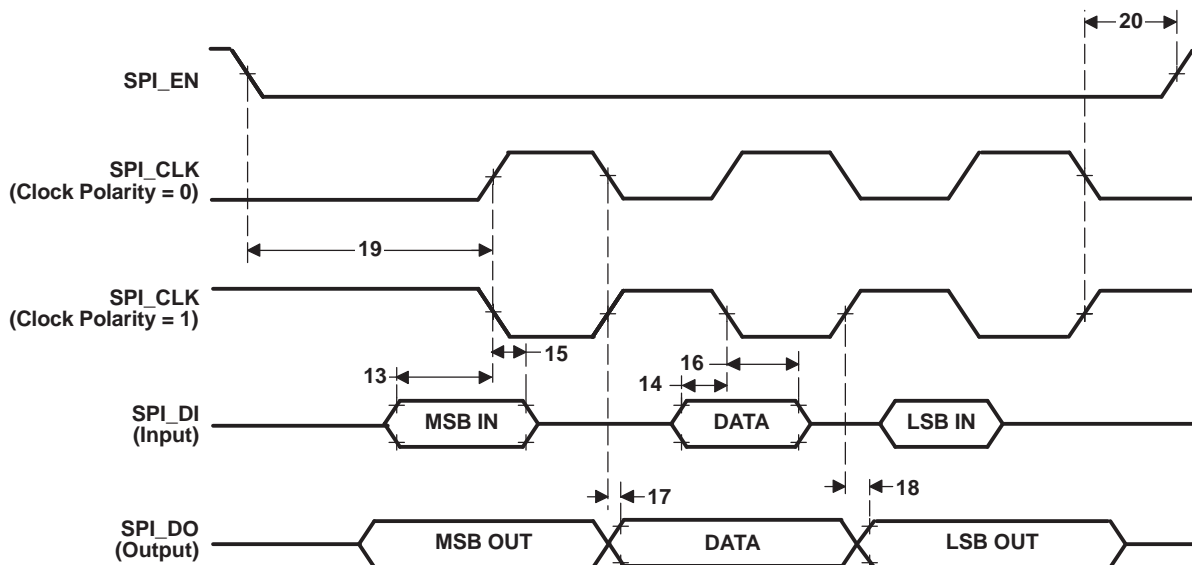 20
SPI_EN
SPI_CLK
(Clock Polarity = 0)
19
SPI_CLK
(Clock Polarity = 1)
15
16
13
14
SPI_DI
(Input)
MSB IN
DATA
LSB IN
17
18
SPI_DO
(Output)
MSB OUT
DATA
LSB OUT